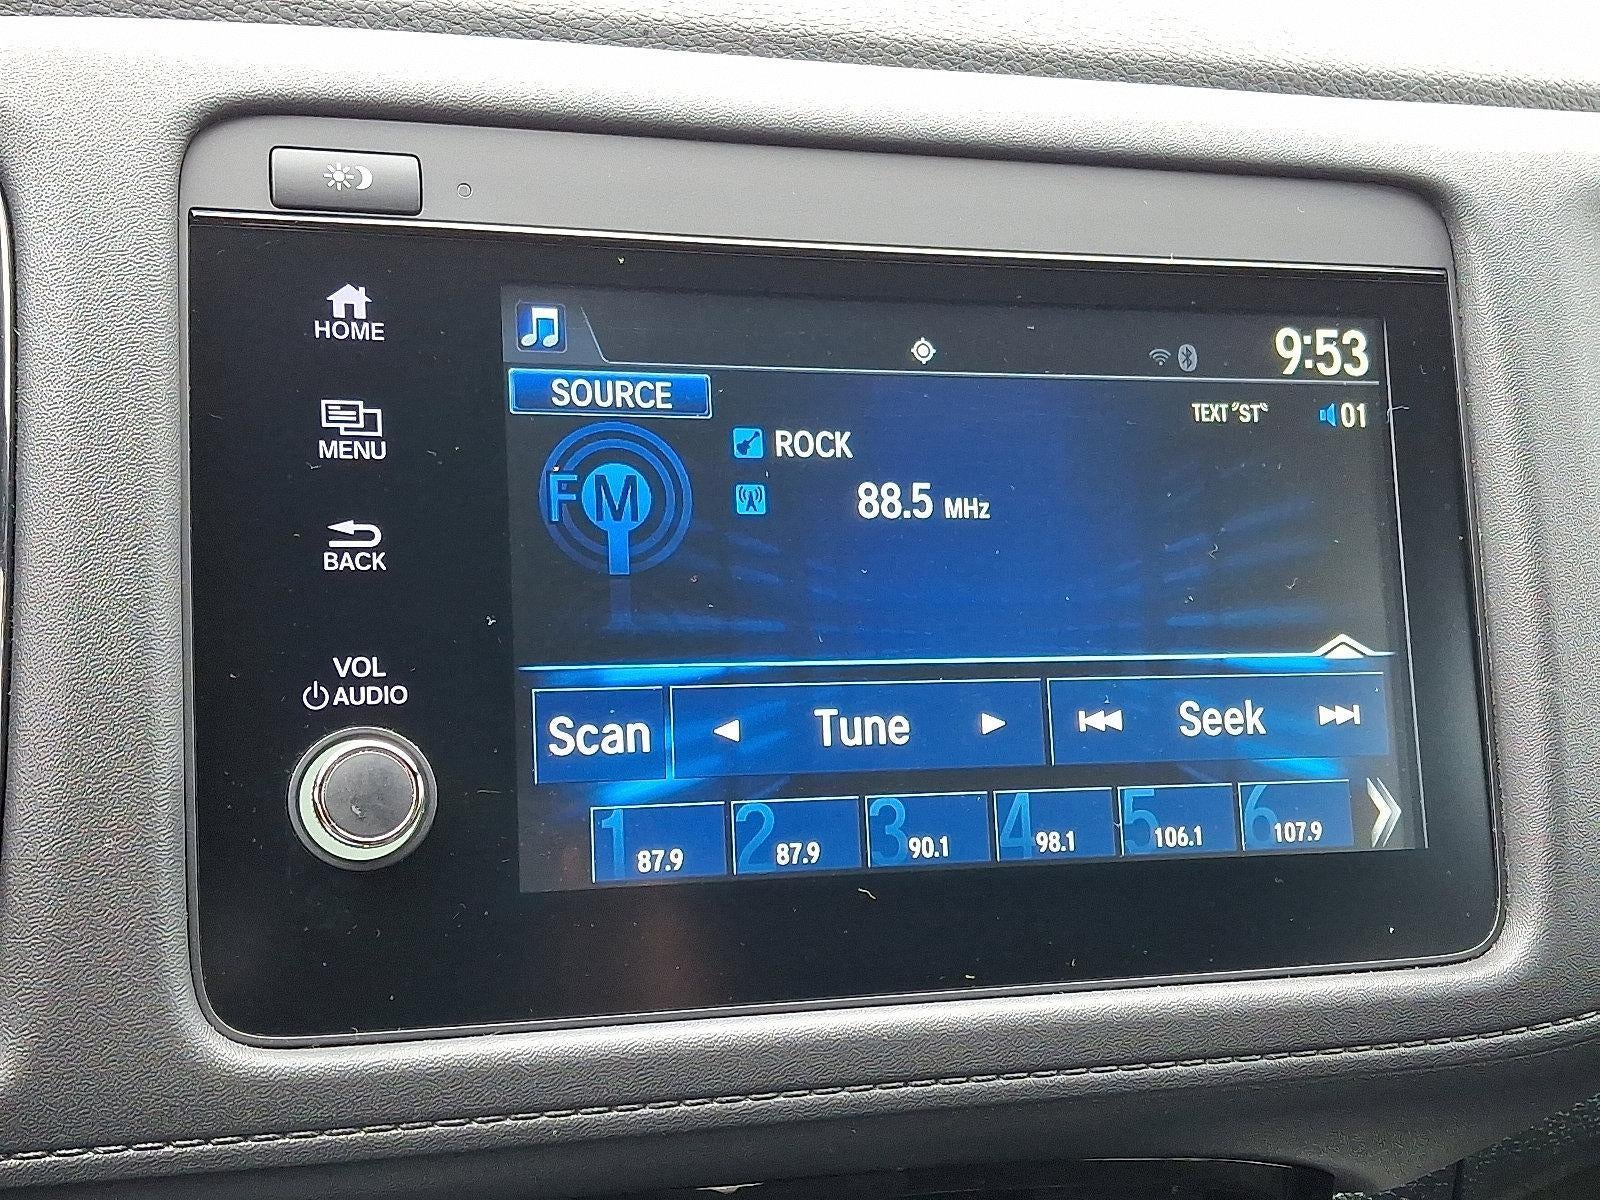 HOME
MENU
BACK
VOL
AUDIO
9:53
SOURCE
TEXT "ST"
01
FM
ROCK
88.5 MHz
Scan
Tune
Seek
1 87.9
2 87.9
3 90.1
4 98.1
5 106.1
6 107.9